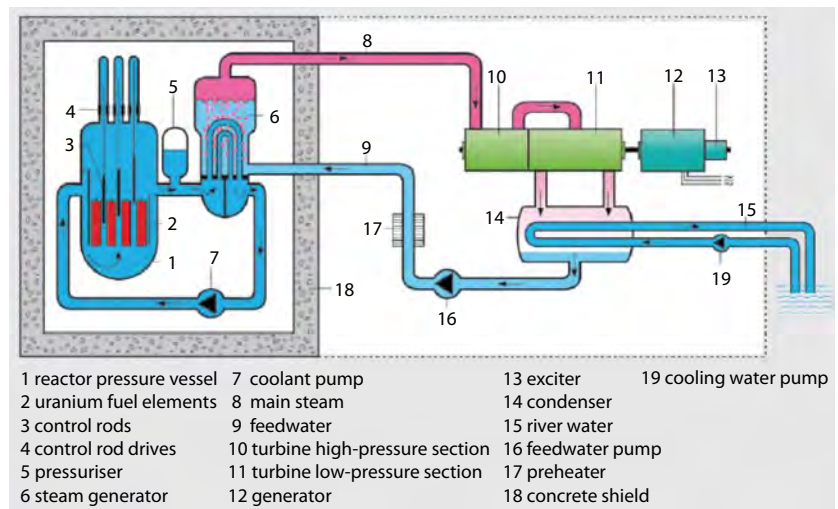 8
5
4
3
6
9
10
11
12
13
2
1
7
17
14
15
19
18
16
1 reactor pressure vessel
2 uranium fuel elements
3 control rods
4 control rod drives
5 pressuriser
6 steam generator
7 coolant pump
8 main steam
9 feedwater
10 turbine high-pressure section
11 turbine low-pressure section
12 generator
13 exciter
14 condenser
15 river water
16 feedwater pump
17 preheater
18 concrete shield
19 cooling water pump